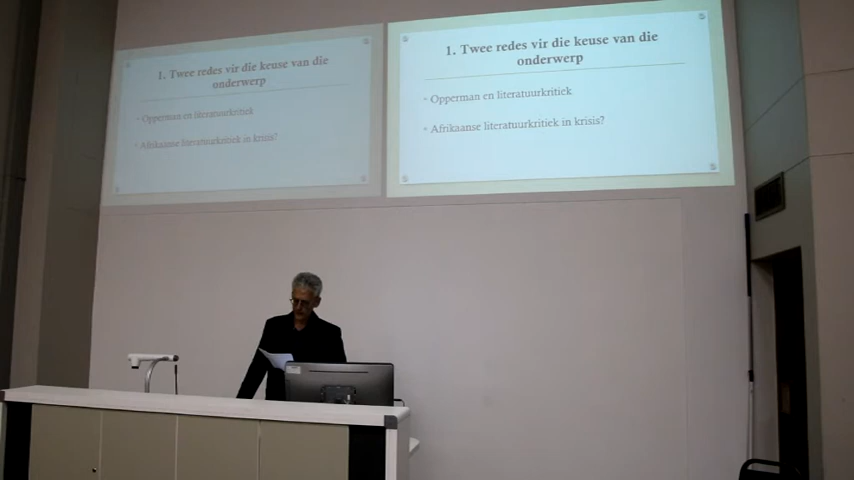 1. Twee redes vir die keuse van die
onderwerp
Opperman en literatuurkritiek
Afrikaanse literatuurkritiek in krisis?
1. Twee redes vir die keuse van die
onderwerp
Opperman en literatuurkritiek
Afrikaanse literatuurkritiek in krisis?